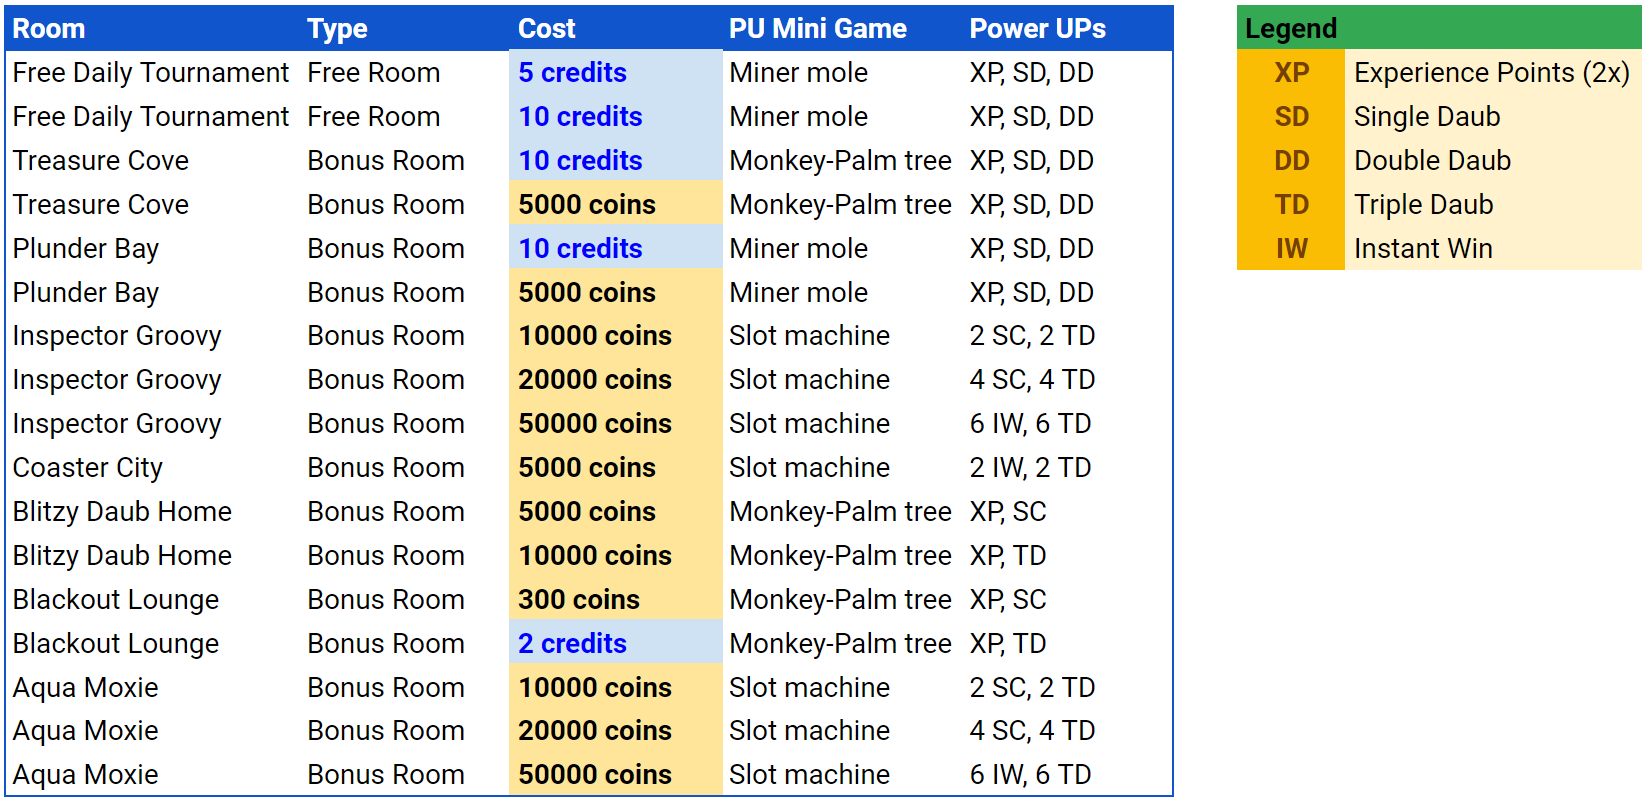 Room Type Cost PU Mini Game Power UPs
Free Daily Tournament Free Room 5 credits Miner mole XP, SD, DD
Free Daily Tournament Free Room 10 credits Miner mole XP, SD, DD
Treasure Cove Bonus Room 10 credits Monkey-Palm tree XP, SD, DD
Treasure Cove Bonus Room 5000 coins Monkey-Palm tree XP, SD, DD
Plunder Bay Bonus Room 10 credits Miner mole XP, SD, DD
Plunder Bay Bonus Room 5000 coins Miner mole XP, SD, DD
Inspector Groovy Bonus Room 10000 coins Slot machine 2 SC, 2 TD
Inspector Groovy Bonus Room 20000 coins Slot machine 4 SC, 4 TD
Inspector Groovy Bonus Room 50000 coins Slot machine 6 IW, 6 TD
Coaster City Bonus Room 5000 coins Slot machine 2 IW, 2 TD
Blitzy Daub Home Bonus Room 5000 coins Monkey-Palm tree XP, SC
Blitzy Daub Home Bonus Room 10000 coins Monkey-Palm tree XP, TD
Blackout Lounge Bonus Room 300 coins Monkey-Palm tree XP, SC
Blackout Lounge Bonus Room 2 credits Monkey-Palm tree XP, TD
Aqua Moxie Bonus Room 10000 coins Slot machine 2 SC, 2 TD
Aqua Moxie Bonus Room 20000 coins Slot machine 4 SC, 4 TD
Aqua Moxie Bonus Room 50000 coins Slot machine 6 IW, 6 TD
Legend
XP Experience Points (2x)
SD Single Daub
DD Double Daub
TD Triple Daub
IW Instant Win